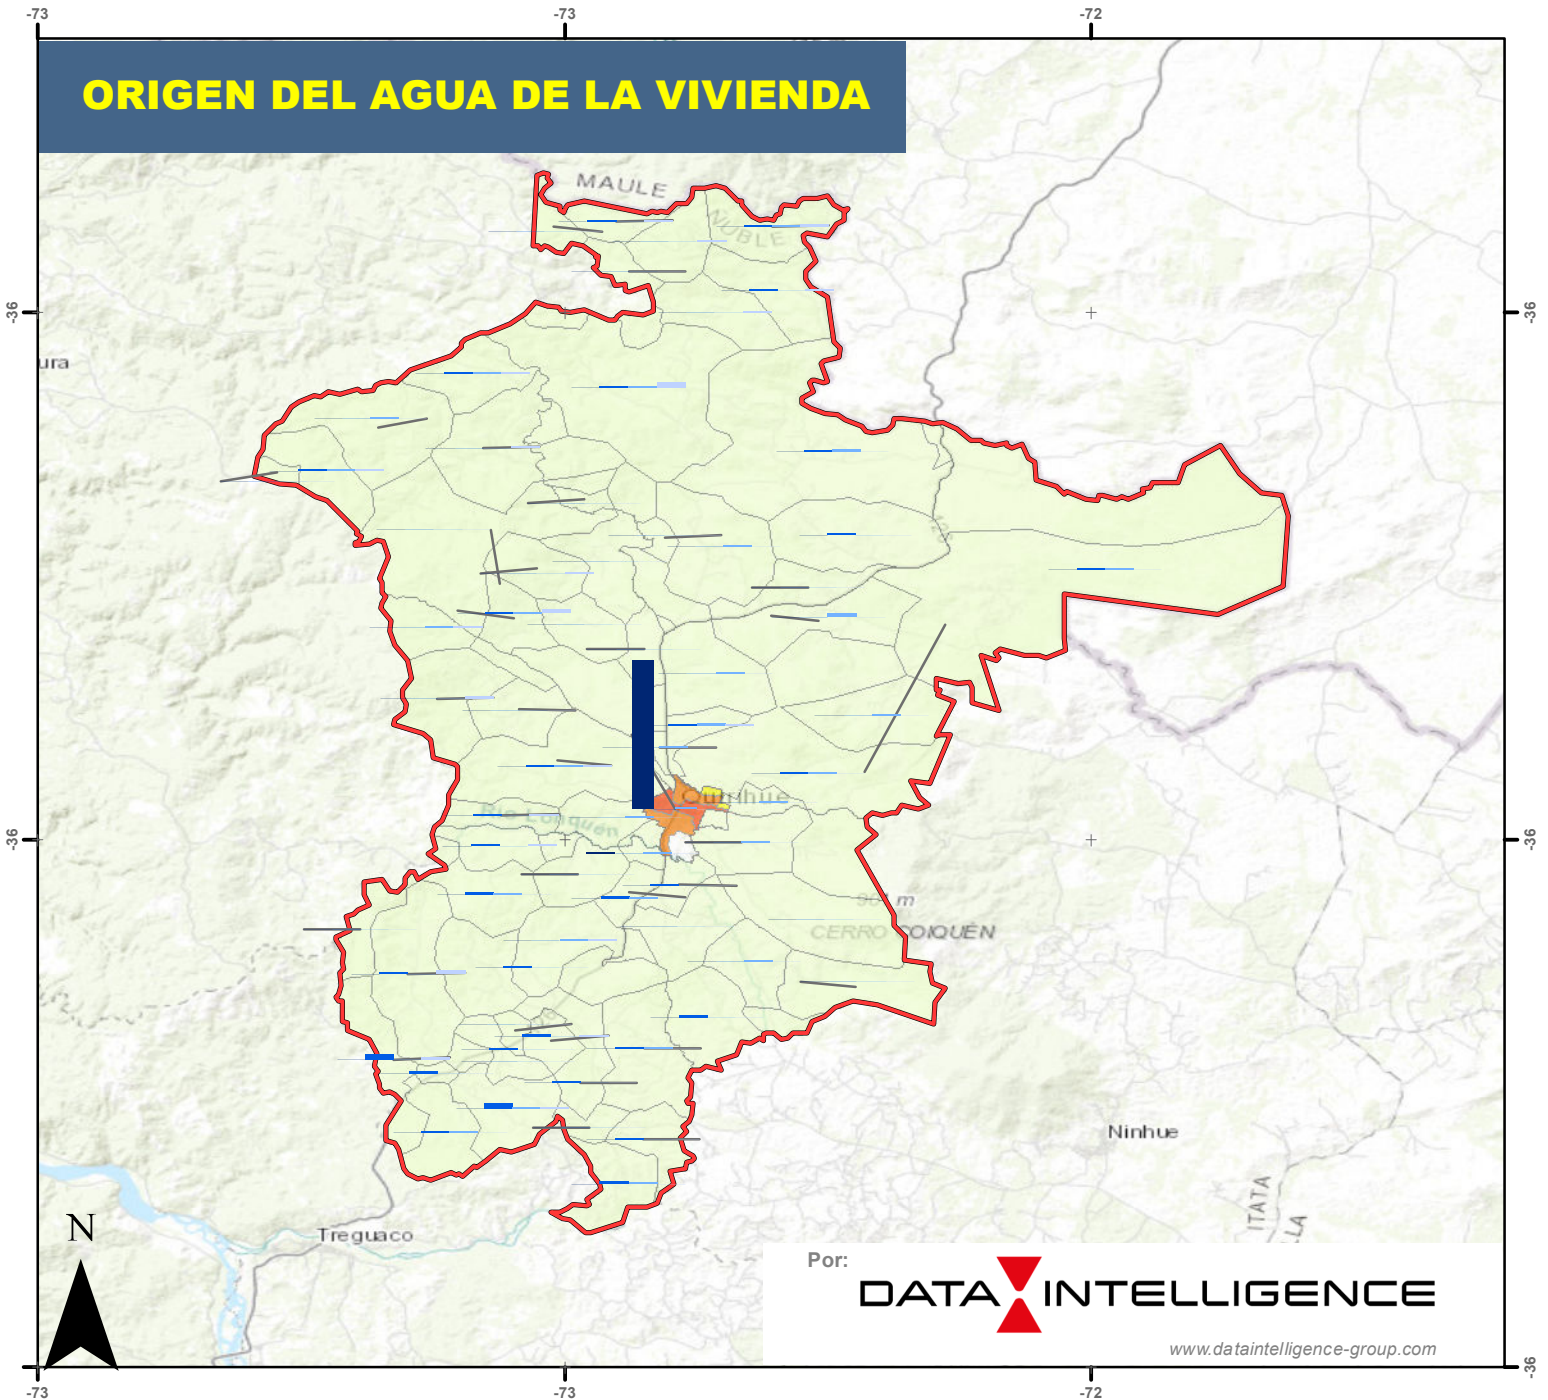 -73
-73
-72
ORIGEN DEL AGUA DE LA VIVIENDA
MAULE
ÑUBLE
-36
-36
ura
126
Quirihue
Río Lonquén
-36
-36
CERRO COIQUÉN
Ninhue
ITATA
Treguaco
N
Por:
DATA INTELLIGENCE
www.dataintelligence-group.com
-36
-73
-73
-72